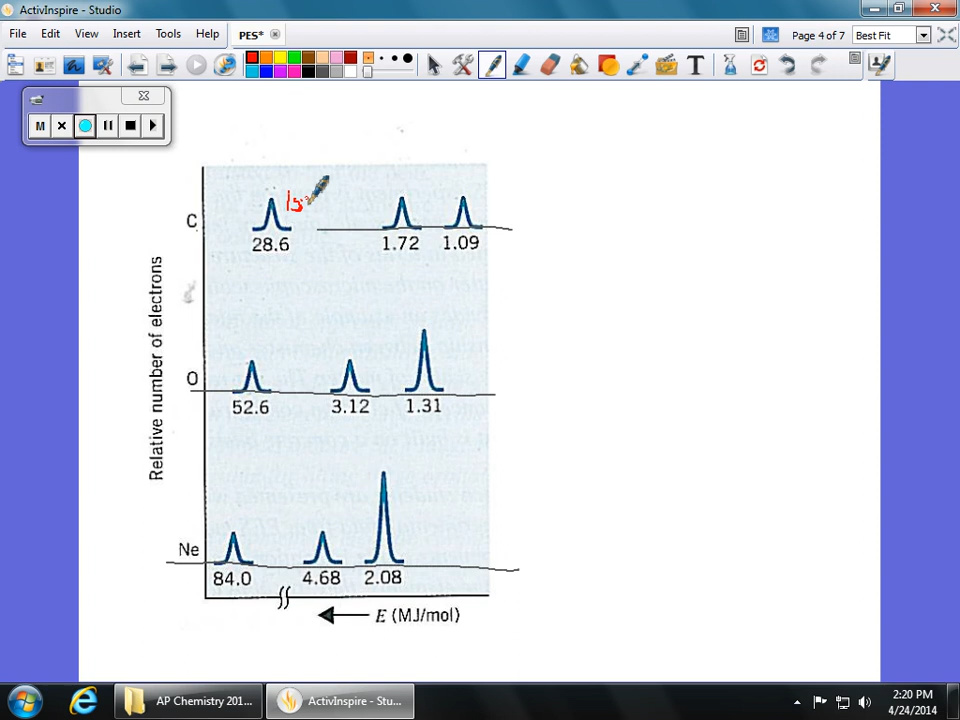 ActivInspire - Studio
File Edit View Insert Tools Help PES* Page 4 of 7 Best Fit
M
1s
C
28.6 1.72 1.09
Relative number of electrons
O
52.6 3.12 1.31
Ne
84.0 4.68 2.08
E (MJ/mol)
AP Chemistry 201... ActivInspire - Stu... 2:20 PM
4/24/2014